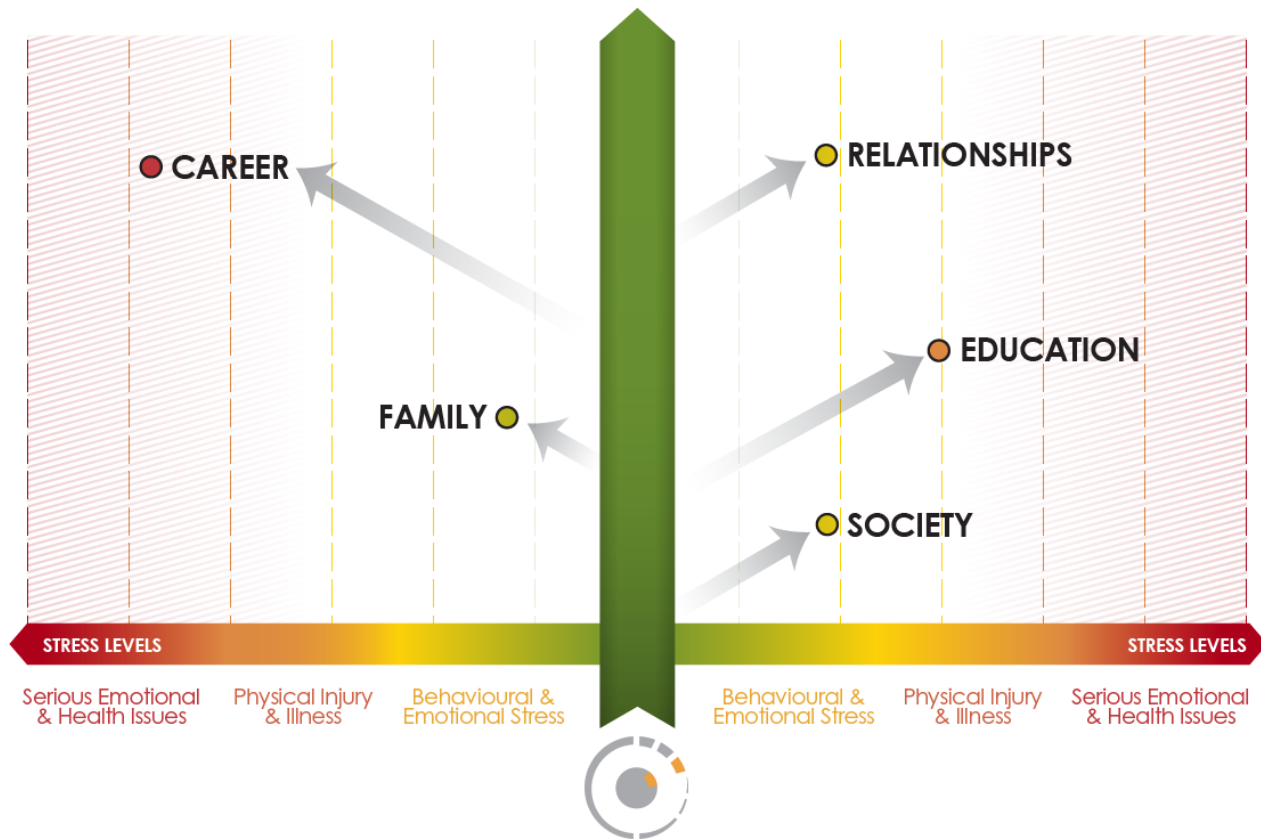 CAREER
RELATIONSHIPS
EDUCATION
FAMILY
SOCIETY
STRESS LEVELS
STRESS LEVELS
Serious Emotional
& Health Issues
Physical Injury
& Illness
Behavioural &
Emotional Stress
Behavioural &
Emotional Stress
Physical Injury
& Illness
Serious Emotional
& Health Issues